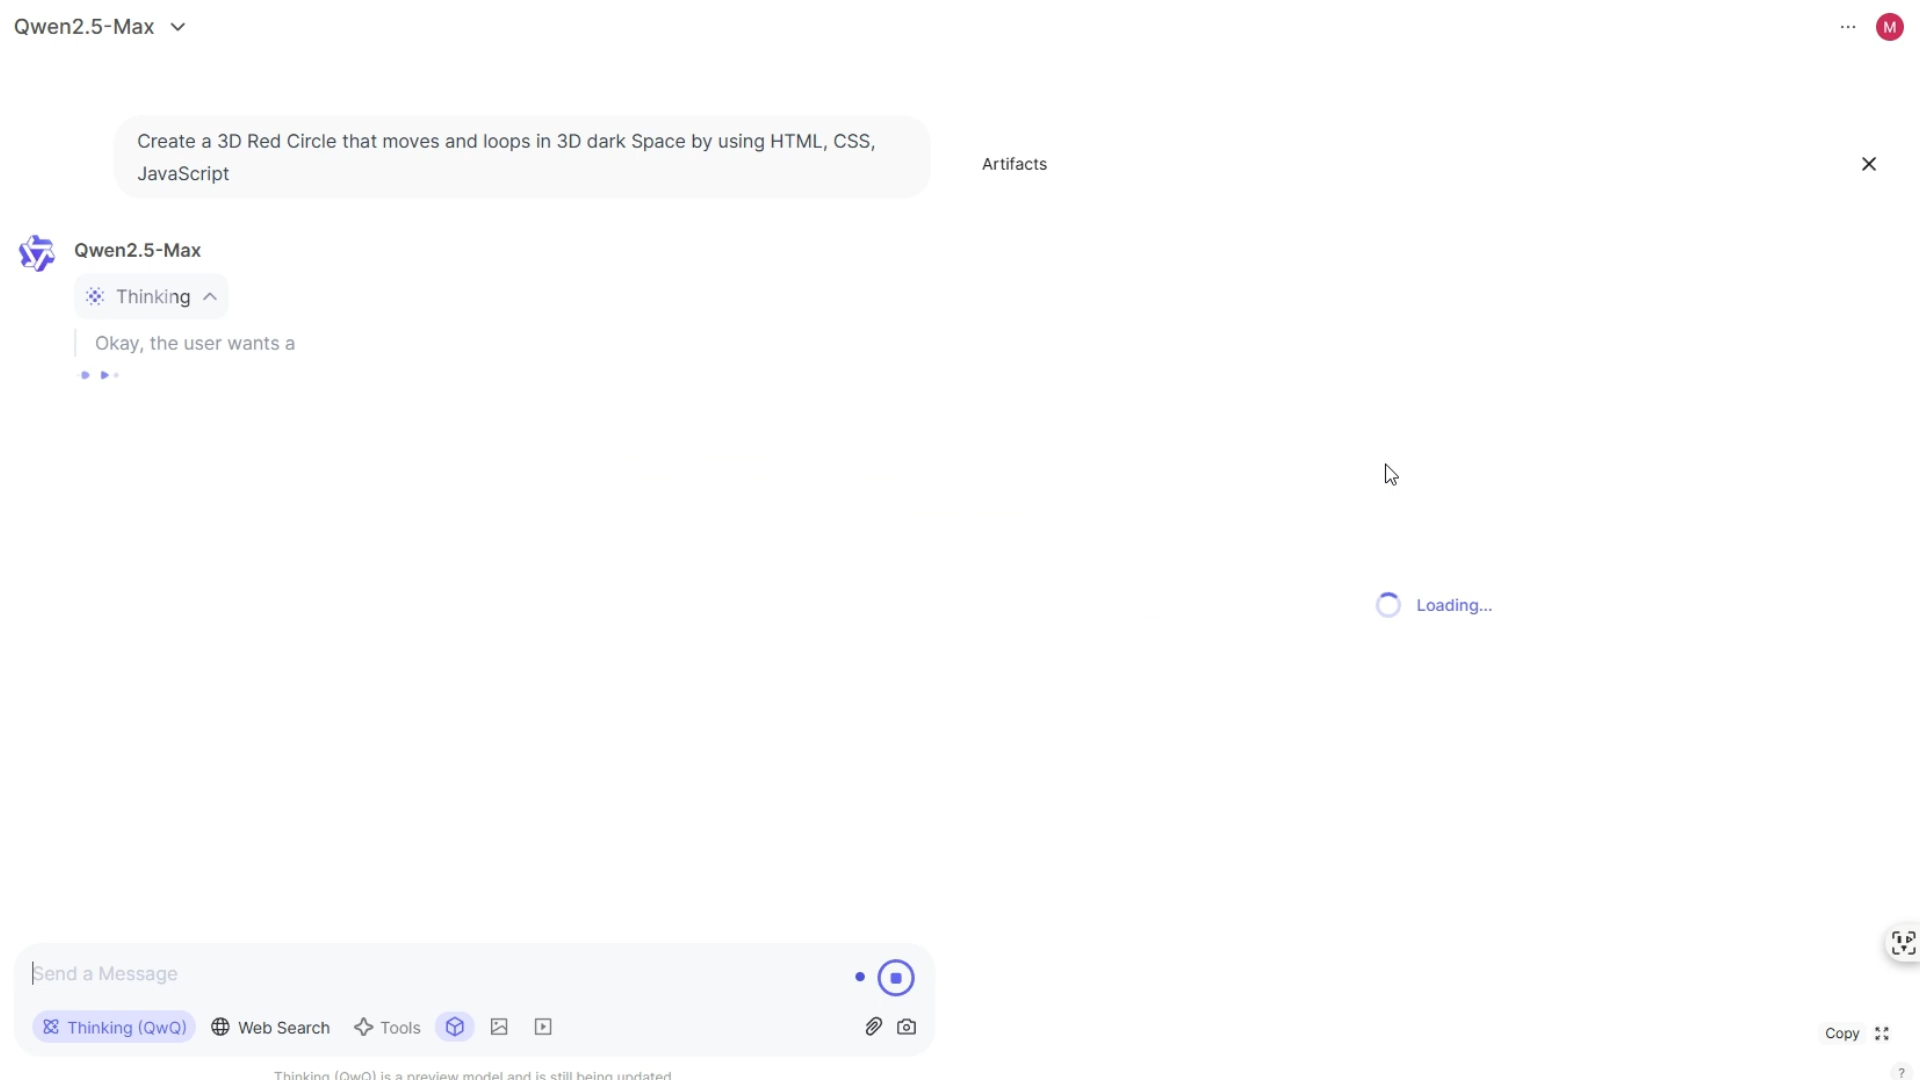 Qwen2.5-Max
M
Create a 3D Red Circle that moves and loops in 3D dark Space by using HTML, CSS,
JavaScript
Artifacts
Qwen2.5-Max
Thinking
Okay, the user wants a
Loading...
Send a Message
Thinking (QwQ)
Web Search
Tools
Copy
Thinking (QwQ) is a preview model and is still being updated.
?